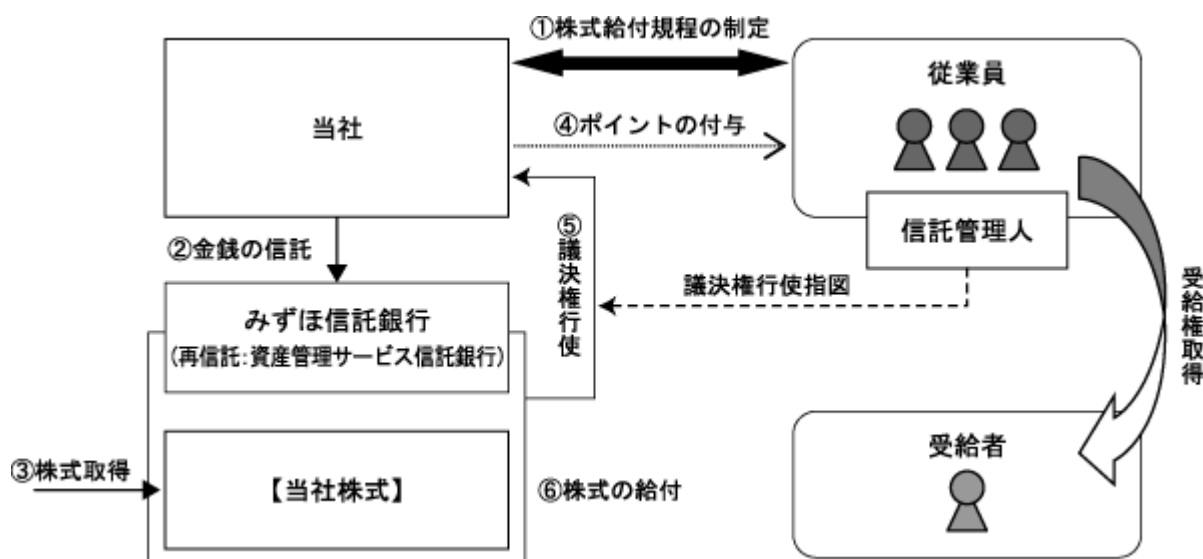 ①株式給付規程の制定
従業員
当社
④ポイントの付与
信託管理人
②金銭の信託
⑤議決権行使
議決権行使指図
受給権取得
みずほ信託銀行
(再信託:資産管理サービス信託銀行)
受給者
③株式取得
【当社株式】
⑥株式の給付